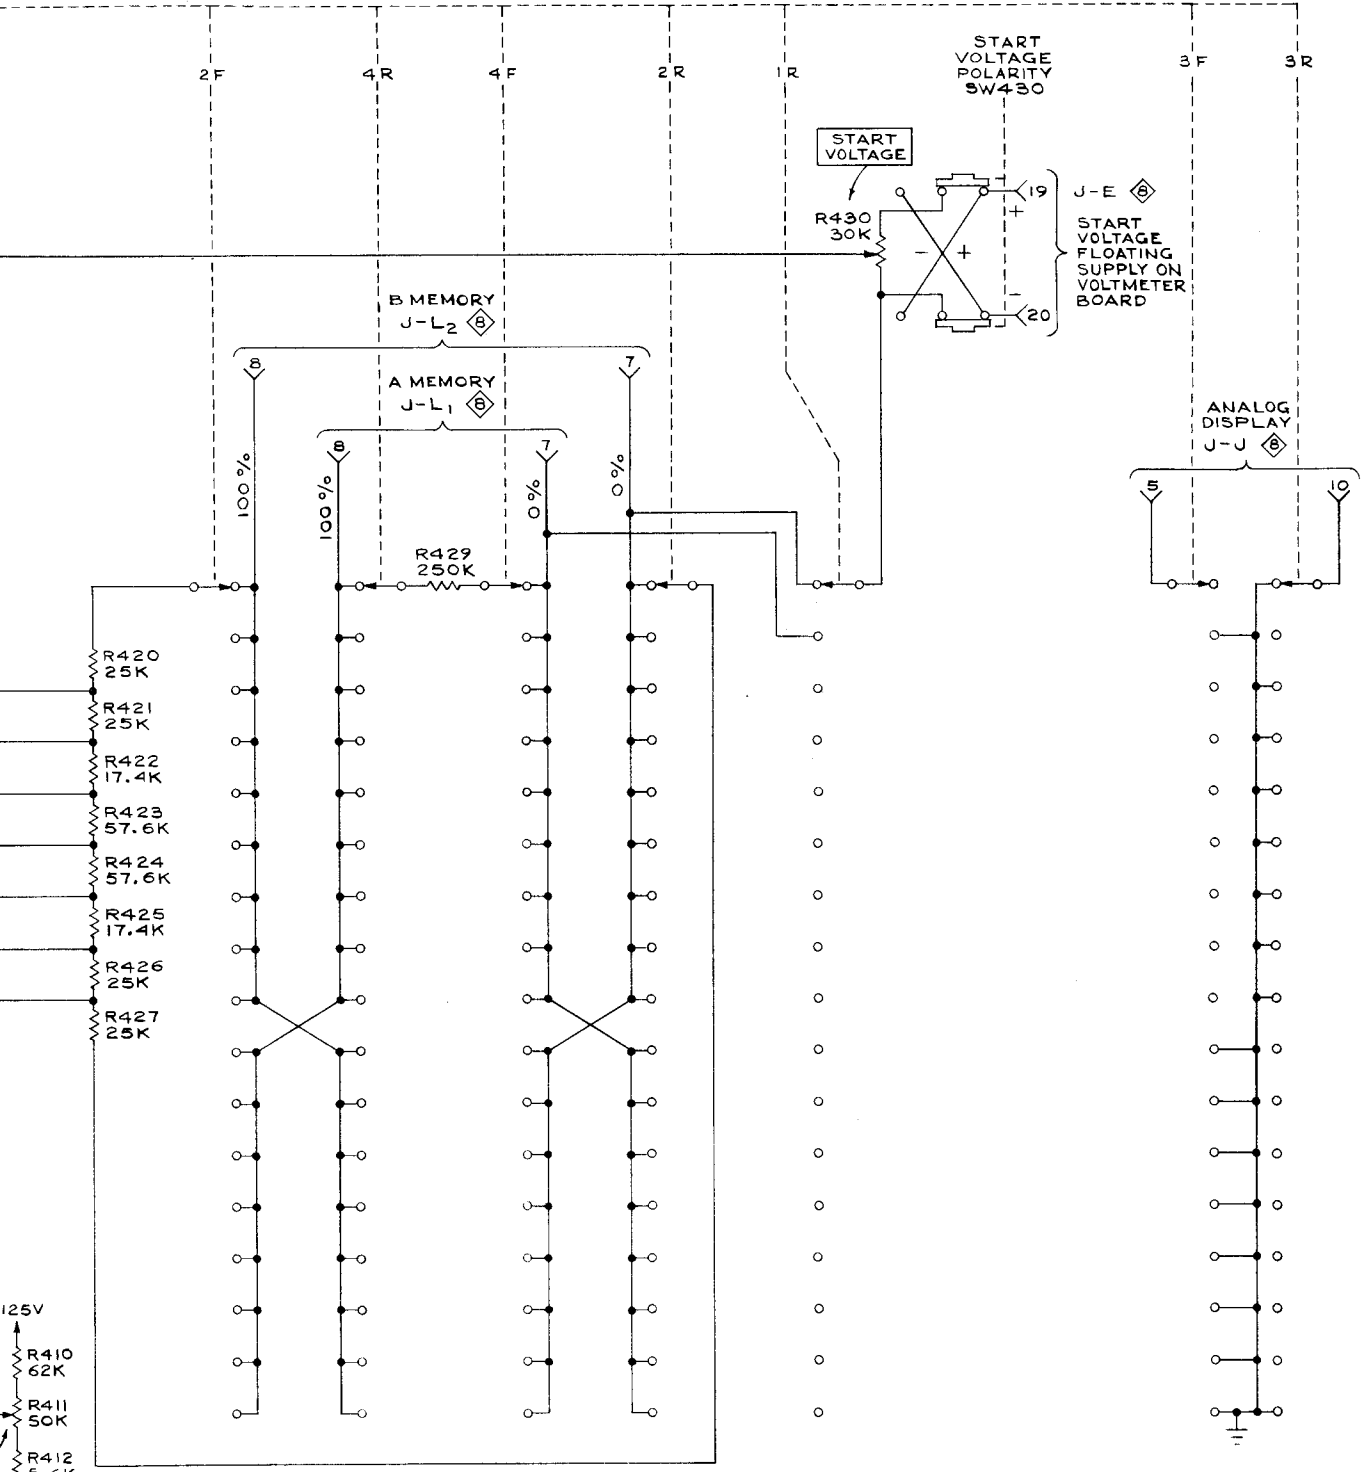 2F
4R
4F
2R
1R
START
VOLTAGE
POLARITY
SW430
3F
3R
START
VOLTAGE
R430
30K
19
J-E 8
+
- +
START
VOLTAGE
FLOATING
SUPPLY ON
VOLTMETER
BOARD
-
20
B MEMORY
J-L2 8
8
7
A MEMORY
J-L1 8
8
7
100%
100%
0%
0%
R429
250K
ANALOG
DISPLAY
J-J 8
5
10
R420
25K
R421
25K
R422
17.4K
R423
57.6K
R424
57.6K
R425
17.4K
R426
25K
R427
25K
125V
R410
62K
R411
50K
R412